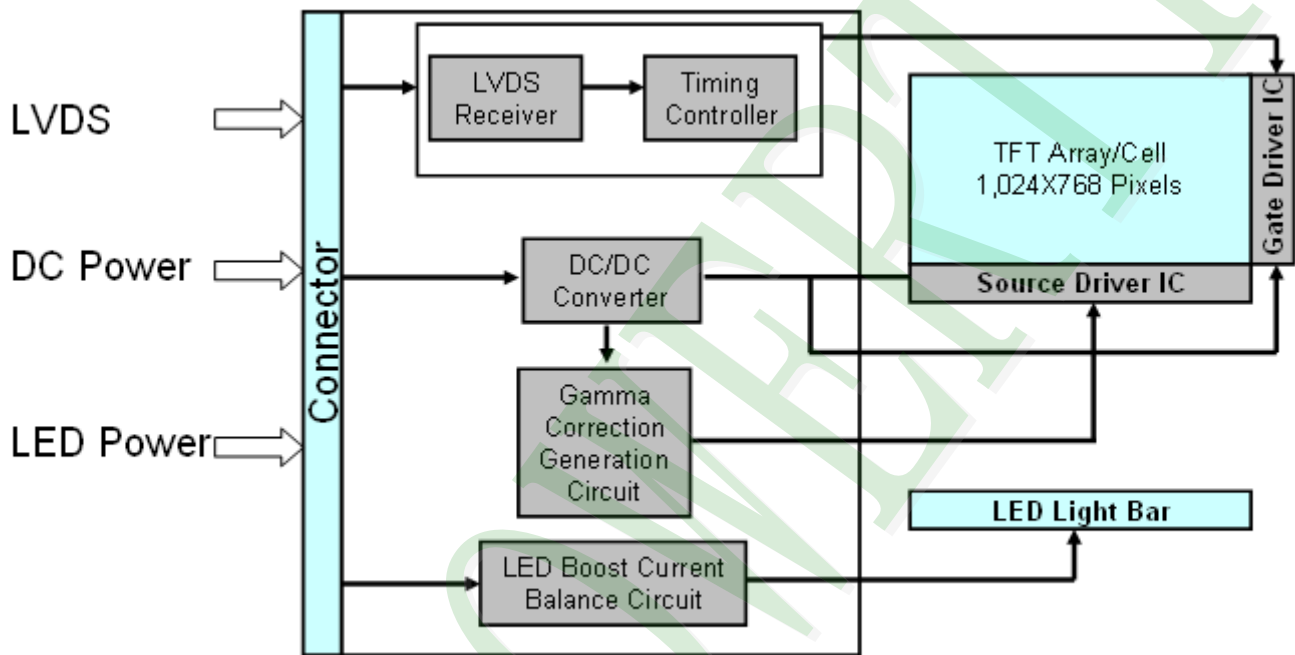 LVDS
DC Power
LED Power
Connector
LVDS
Receiver
Timing
Controller
DC/DC
Converter
Gamma
Correction
Generation
Circuit
LED Boost Current
Balance Circuit
TFT Array/Cell
1,024X768 Pixels
Gate Driver IC
Source Driver IC
LED Light Bar